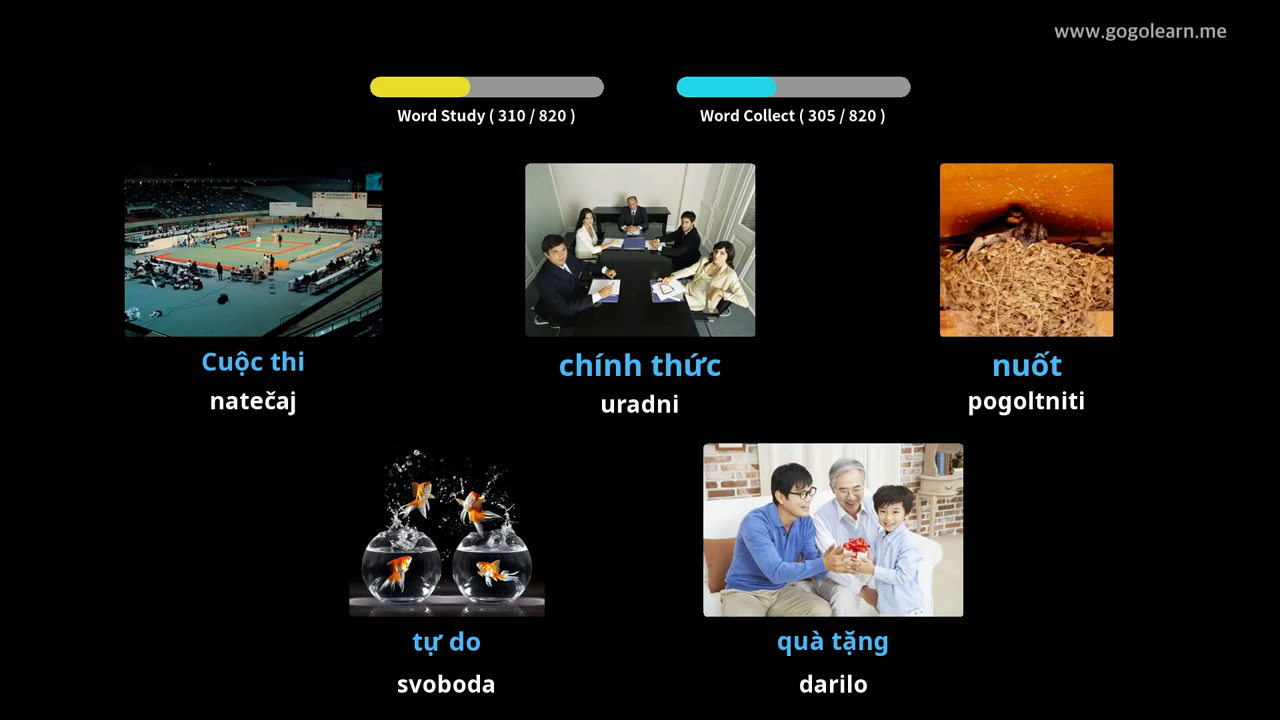 www.gogolearn.me
Word Study ( 310 / 820 )
Word Collect ( 305 / 820 )
Cuộc thi
natečaj
chính thức
uradni
nuốt
pogoltniti
tự do
svoboda
quà tặng
darilo